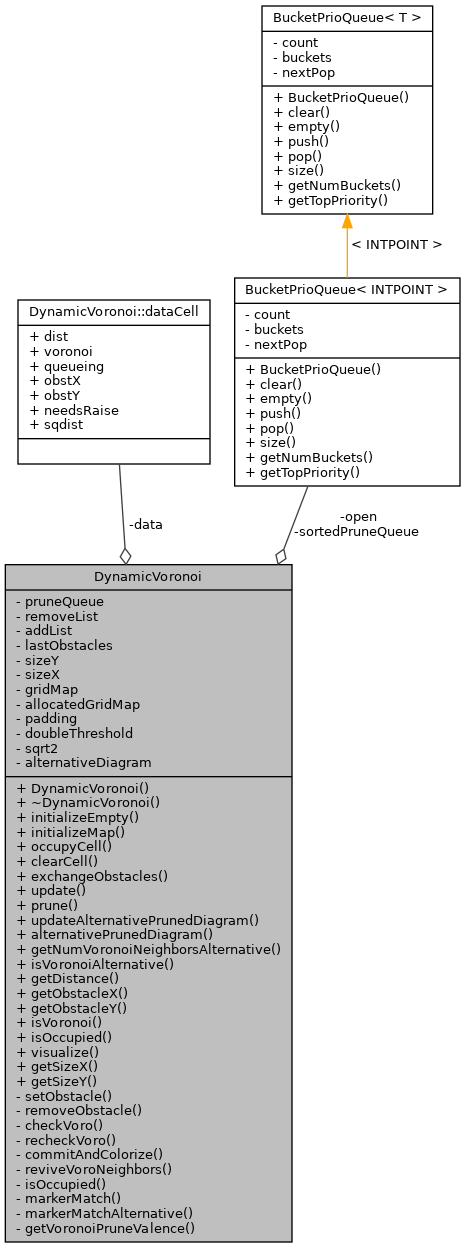 BucketPrioQueue< T >
- count
- buckets
- nextPop
+ BucketPrioQueue()
+ clear()
+ empty()
+ push()
+ pop()
+ size()
+ getNumBuckets()
+ getTopPriority()
< INTPOINT >
BucketPrioQueue< INTPOINT >
- count
- buckets
- nextPop
+ BucketPrioQueue()
+ clear()
+ empty()
+ push()
+ pop()
+ size()
+ getNumBuckets()
+ getTopPriority()
DynamicVoronoi::dataCell
+ dist
+ voronoi
+ queueing
+ obstX
+ obstY
+ needsRaise
+ sqdist
-data
-open
-sortedPruneQueue
DynamicVoronoi
- pruneQueue
- removeList
- addList
- lastObstacles
- sizeY
- sizeX
- gridMap
- allocatedGridMap
- padding
- doubleThreshold
- sqrt2
- alternativeDiagram
+ DynamicVoronoi()
+ ~DynamicVoronoi()
+ initializeEmpty()
+ initializeMap()
+ occupyCell()
+ clearCell()
+ exchangeObstacles()
+ update()
+ prune()
+ updateAlternativePrunedDiagram()
+ alternativePrunedDiagram()
+ getNumVoronoiNeighborsAlternative()
+ isVoronoiAlternative()
+ getDistance()
+ getObstacleX()
+ getObstacleY()
+ isVoronoi()
+ isOccupied()
+ visualize()
+ getSizeX()
+ getSizeY()
- setObstacle()
- removeObstacle()
- checkVoro()
- recheckVoro()
- commitAndColorize()
- reviveVoroNeighbors()
- isOccupied()
- markerMatch()
- markerMatchAlternative()
- getVoronoiPruneValence()